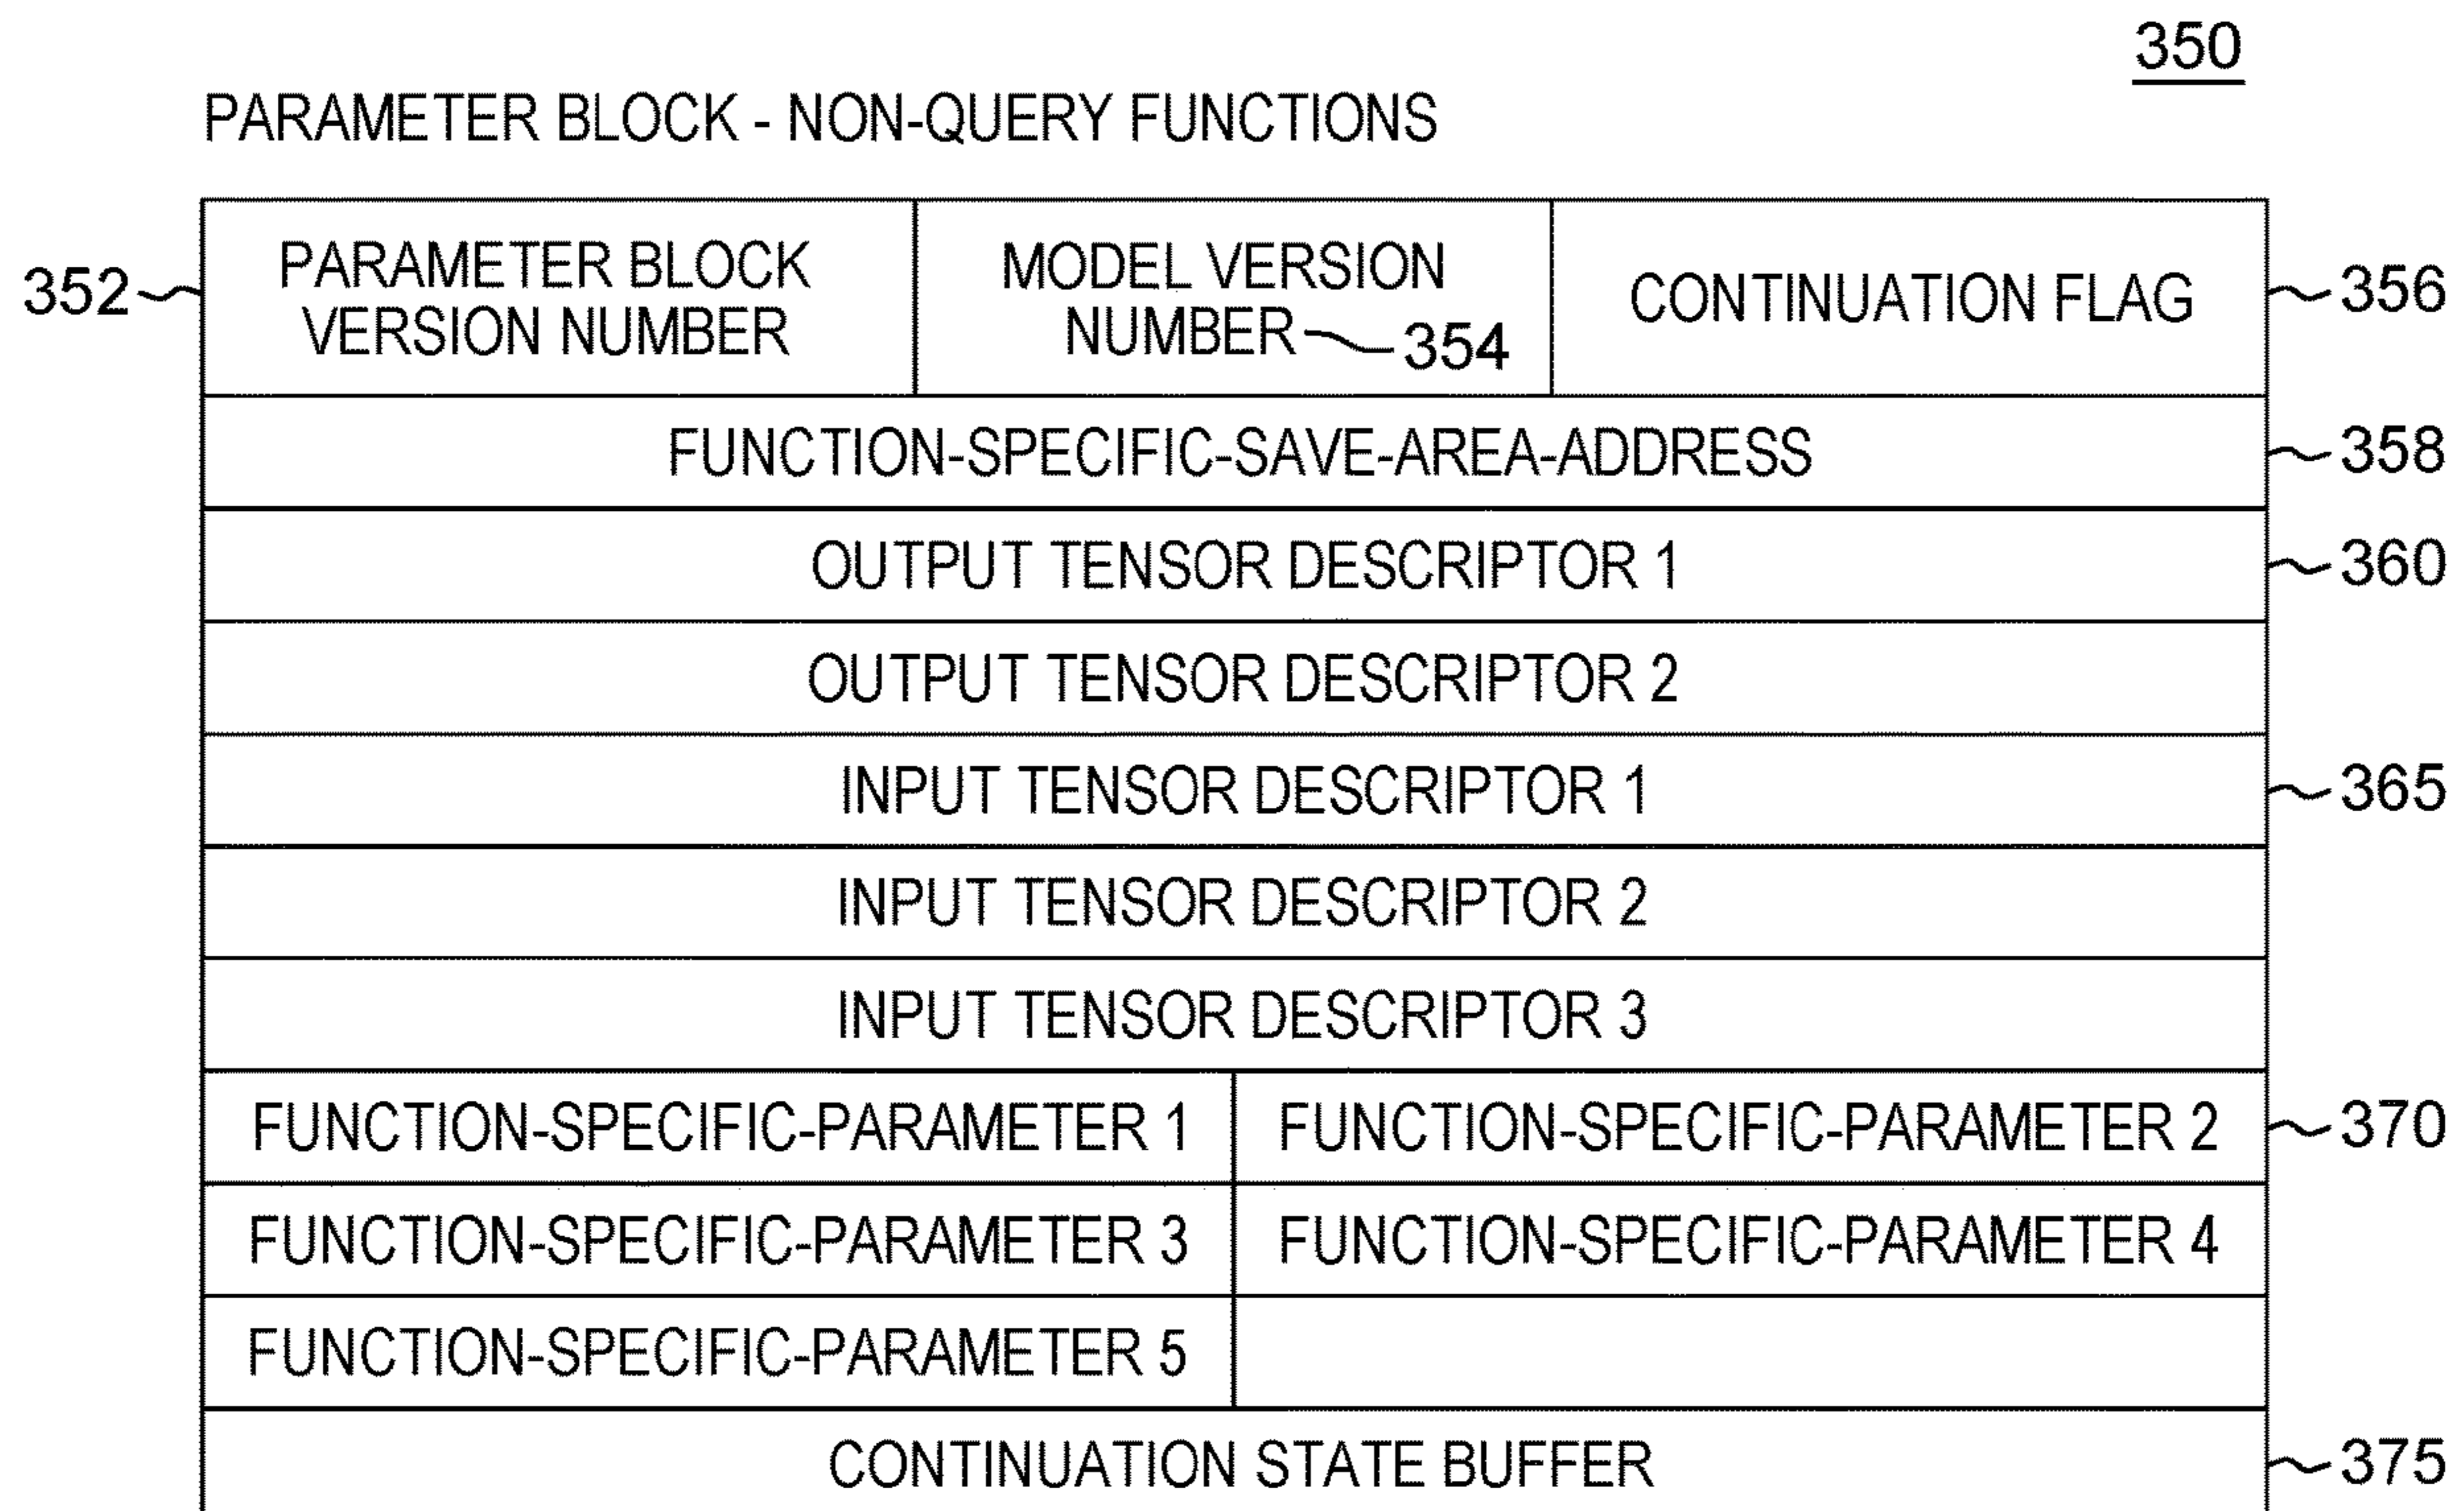 350
PARAMETER BLOCK - NON-QUERY FUNCTIONS
352
PARAMETER BLOCK
VERSION NUMBER
MODEL VERSION
NUMBER
354
CONTINUATION FLAG
356
FUNCTION-SPECIFIC-SAVE-AREA-ADDRESS
358
OUTPUT TENSOR DESCRIPTOR 1
360
OUTPUT TENSOR DESCRIPTOR 2
INPUT TENSOR DESCRIPTOR 1
365
INPUT TENSOR DESCRIPTOR 2
INPUT TENSOR DESCRIPTOR 3
FUNCTION-SPECIFIC-PARAMETER 1
FUNCTION-SPECIFIC-PARAMETER 2
370
FUNCTION-SPECIFIC-PARAMETER 3
FUNCTION-SPECIFIC-PARAMETER 4
FUNCTION-SPECIFIC-PARAMETER 5
CONTINUATION STATE BUFFER
375